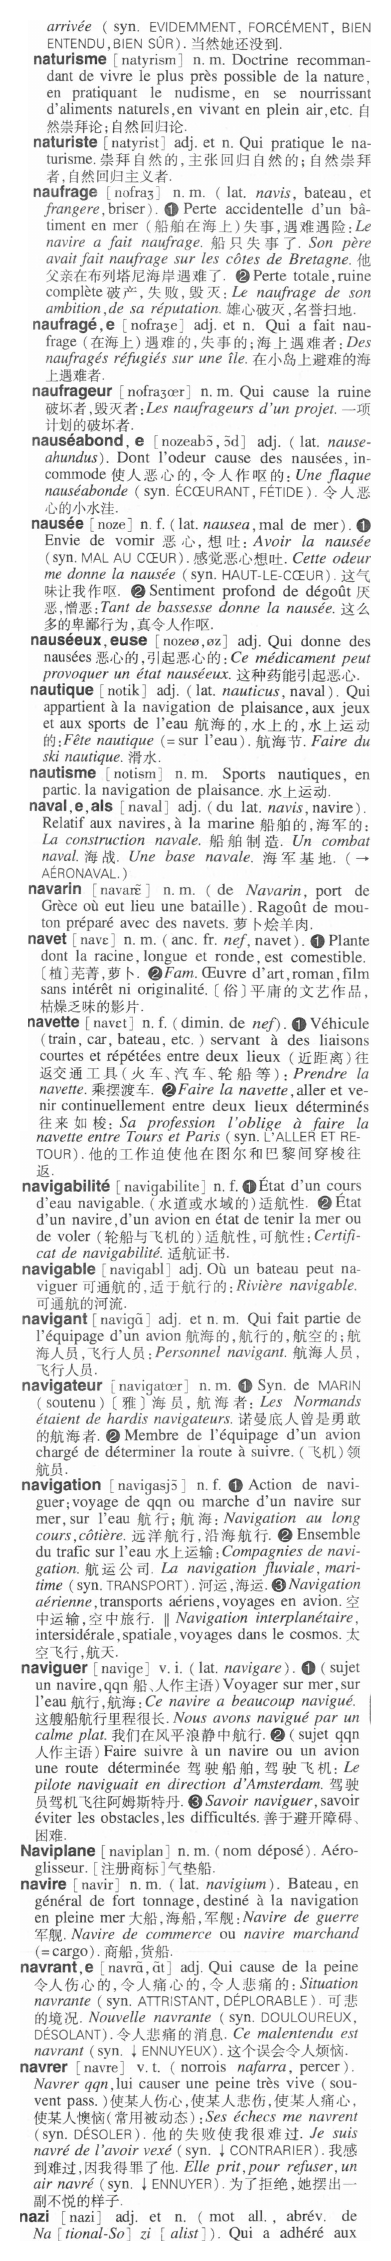 arrivée ( syn. EVIDEMMENT, FORCÉMENT, BIEN
ENTENDU, BIEN SÛR). 当然她还没到.
naturisme [natyrism] n. m. Doctrine recomman-
dant de vivre le plus près possible de la nature,
en pratiquant le nudisme, en se nourrissant
d'aliments naturels, en vivant en plein air, etc. 自
然崇拜论;自然回归论.
naturiste [natyrist] adj. et n. Qui pratique le na-
turisme. 崇拜自然的,主张回归自然的;自然崇拜
者,自然回归主义者.
naufrage [nofraʒ] n. m. ( lat. navis, bateau, et
frangere, briser). ❶ Perte accidentelle d'un bâ-
timent en mer (船舶在海上)失事,遇难遇险: Le
navire a fait naufrage. 船只失事了. Son père
avait fait naufrage sur les côtes de Bretagne. 他
父亲在布列塔尼海岸遇难了. ❷ Perte totale, ruine
complète 破产,失败,毁灭: Le naufrage de son
ambition, de sa réputation. 雄心破灭,名誉扫地.
naufragé, e [nofraʒe] adj. et n. Qui a fait nau-
frage (在海上)遇难的,失事的;海上遇难者: Des
naufragés réfugiés sur une île. 在小岛上避难的海
上遇难者.
naufrageur [nofraʒœr] n. m. Qui cause la ruine
破坏者,毁灭者: Les naufrageurs d'un projet. 一项
计划的破坏者.
nauséabond, e [nozeabɔ̃, ɔ̃d] adj. ( lat. nause-
ahundus). Dont l'odeur cause des nausées, in-
commode 使人恶心的,令人作呕的: Une flaque
nauséabonde ( syn. ÉCŒURANT, FÉTIDE). 令人恶
心的小水洼.
nausée [noze] n. f. ( lat. nausea, mal de mer). ❶
Envie de vomir 恶心,想吐: Avoir la nausée
(syn. MAL AU CŒUR). 感觉恶心想吐. Cette odeur
me donne la nausée (syn. HAUT-LE-CŒUR). 这气
味让我作呕. ❷ Sentiment profond de dégoût 厌
恶,憎恶: Tant de bassesse donne la nausée. 这么
多的卑鄙行为,真令人作呕.
nauséeux, euse [nozeø, øz] adj. Qui donne des
nausées 恶心的,引起恶心的: Ce médicament peut
provoquer un état nauséeux. 这种药能引起恶心.
nautique [notik] adj. (lat. nauticus, naval). Qui
appartient à la navigation de plaisance, aux jeux
et aux sports de l'eau 航海的,水上的,水上运动
的: Fête nautique (= sur l'eau). 航海节. Faire du
ski nautique. 滑水.
nautisme [notism] n. m. Sports nautiques, en
partic. la navigation de plaisance. 水上运动.
naval, e, als [naval] adj. (du lat. navis, navire).
Relatif aux navires, à la marine 船舶的,海军的:
La construction navale. 船舶制造. Un combat
naval. 海战. Une base navale. 海军基地. (→
AÉRONAVAL.)
navarin [navarɛ̃] n. m. ( de Navarin, port de
Grèce où eut lieu une bataille). Ragoût de mou-
ton préparé avec des navets. 萝卜烩羊肉.
navet [navɛ] n. m. (anc. fr. nef, navet). ❶ Plante
dont la racine, longue et ronde, est comestible.
〔植〕芜菁,萝卜. ❷ Fam. Œuvre d'art, roman, film
sans intérêt ni originalité. 〔俗〕平庸的文艺作品,
枯燥乏味的影片.
navette [navɛt] n. f. (dimin. de nef). ❶ Véhicule
(train, car, bateau, etc. ) servant à des liaisons
courtes et répétées entre deux lieux (近距离)往
返交通工具(火车、汽车、轮船等): Prendre la
navette. 乘摆渡车. ❷ Faire la navette, aller et ve-
nir continuellement entre deux lieux déterminés
往来如梭: Sa profession l'oblige à faire la
navette entre Tours et Paris (syn. L'ALLER ET RE-
TOUR). 他的工作迫使他在图尔和巴黎间穿梭往
返.
navigabilité [navigabilite] n. f. ❶ État d'un cours
d'eau navigable. (水道或水域的)适航性. ❷ État
d'un navire, d'un avion en état de tenir la mer ou
de voler (轮船与飞机的)适航性,可航性: Certifi-
cat de navigabilité. 适航证书.
navigable [navigabl] adj. Où un bateau peut na-
viguer 可通航的,适于航行的: Rivière navigable.
可通航的河流.
navigant [navigɑ̃] adj. et n. m. Qui fait partie de
l'équipage d'un avion 航海的,航行的,航空的;航
海人员,飞行人员: Personnel navigant. 航海人员,
飞行人员.
navigateur [navigatœr] n. m. ❶ Syn. de MARIN
( soutenu)〔雅〕海员,航海者: Les Normands
étaient de hardis navigateurs. 诺曼底人曾是勇敢
的航海者. ❷ Membre de l'équipage d'un avion
chargé de déterminer la route à suivre. (飞机)领
航员.
navigation [navigasjɔ̃] n. f. ❶ Action de navi-
guer; voyage de qqn ou marche d'un navire sur
mer, sur l'eau 航行;航海: Navigation au long
cours, côtière. 远洋航行,沿海航行. ❷ Ensemble
du trafic sur l'eau 水上运输: Compagnies de navi-
gation. 航运公司. La navigation fluviale, mari-
time (syn. TRANSPORT). 河运,海运. ❸ Navigation
aérienne, transports aériens, voyages en avion. 空
中运输,空中旅行. ‖ Navigation interplanétaire,
intersidérale, spatiale, voyages dans le cosmos. 太
空飞行,航天.
naviguer [navige] v. i. (lat. navigare). ❶ (sujet
un navire, qqn 船、人作主语) Voyager sur mer, sur
l'eau 航行,航海: Ce navire a beaucoup navigué.
这艘船航行里程很长. Nous avons navigué par un
calme plat. 我们在风平浪静中航行. ❷ (sujet qqn
人作主语) Faire suivre à un navire ou un avion
une route déterminée 驾驶船舶,驾驶飞机: Le
pilote naviguait en direction d'Amsterdam. 驾驶
员驾机飞往阿姆斯特丹. ❸ Savoir naviguer, savoir
éviter les obstacles, les difficultés. 善于避开障碍、
困难.
Naviplane [naviplan] n. m. (nom déposé). Aéro-
glisseur. [注册商标]气垫船.
navire [navir] n. m. ( lat. navigium). Bateau, en
général de fort tonnage, destiné à la navigation
en pleine mer 大船,海船,军舰: Navire de guerre
军舰. Navire de commerce ou navire marchand
(= cargo). 商船,货船.
navrant, e [navrɑ̃, ɑ̃t] adj. Qui cause de la peine
令人伤心的,令人痛心的,令人悲痛的: Situation
navrante ( syn. ATTRISTANT, DÉPLORABLE). 可悲
的境况. Nouvelle navrante ( syn. DOULOUREUX,
DÉSOLANT). 令人悲痛的消息. Ce malentendu est
navrant (syn. ↓ ENNUYEUX). 这个误会令人烦恼.
navrer [navre] v. t. ( norrois nafarra, percer).
Navrer qqn, lui causer une peine très vive ( sou-
vent pass. )使某人伤心,使某人悲伤,使某人痛心,
使某人懊恼(常用被动态): Ses échecs me navrent
(syn. DÉSOLER). 他的失败使我很难过. Je suis
navré de l'avoir vexé (syn. ↓ CONTRARIER). 我感
到难过,因我得罪了他. Elle prit, pour refuser, un
air navré (syn. ↓ ENNUYER). 为了拒绝,她摆出一
副不悦的样子.
nazi [nazi] adj. et n. ( mot all. , abrév. de
Na [tional-So] zi [alist]). Qui a adhéré aux